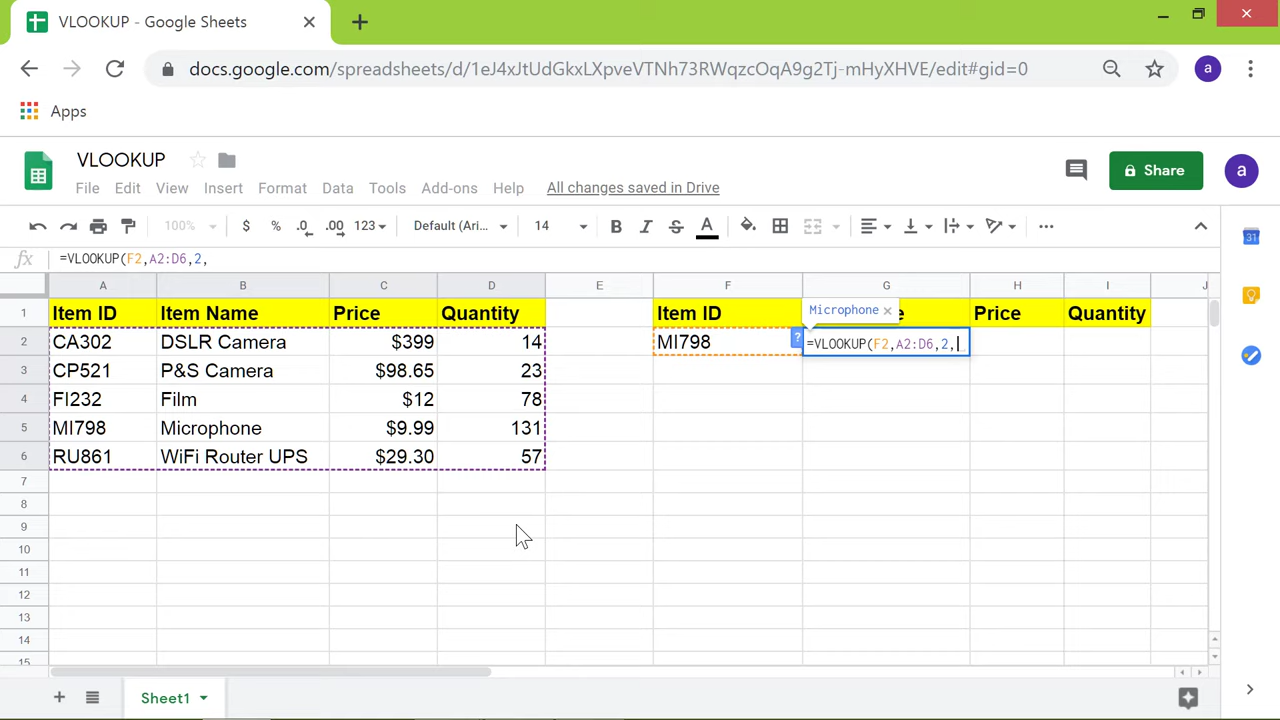 VLOOKUP - Google Sheets
docs.google.com/spreadsheets/d/1eJ4xJtUdGkxLXpveVTNh73RWqzcOqA9g2Tj-mHyXHVE/edit#gid=0
a
Apps
VLOOKUP
File Edit View Insert Format Data Tools Add-ons Help All changes saved in Drive
Share
a
100% $ % .0 .00 123 Default (Ari... 14 B I S A
fx =VLOOKUP(F2,A2:D6,2,
31
A B C D E F G H I J
Microphone ×
1 Item ID Item Name Price Quantity Item ID Price Quantity
2 CA302 DSLR Camera $399 14 MI798 ? =VLOOKUP(F2,A2:D6,2,
3 CP521 P&S Camera $98.65 23
4 FI232 Film $12 78
5 MI798 Microphone $9.99 131
6 RU861 WiFi Router UPS $29.30 57
7
8
9
10
11
12
13
14
15
Sheet1